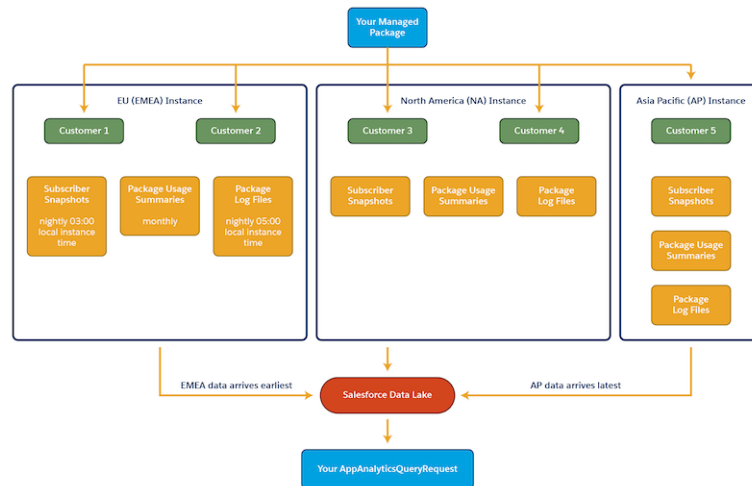 Your Managed
Package
EU (EMEA) Instance
North America (NA) Instance
Asia Pacific (AP) Instance
Customer 1
Customer 2
Customer 3
Customer 4
Customer 5
Subscriber
Snapshots
nightly 03:00
local instance
time
Package Usage
Summaries
monthly
Package
Log Files
nightly 05:00
local instance
time
Subscriber
Snapshots
Package Usage
Summaries
Package
Log Files
Subscriber
Snapshots
Package Usage
Summaries
Package
Log Files
EMEA data arrives earliest
Salesforce Data Lake
AP data arrives latest
Your AppAnalyticsQueryRequest